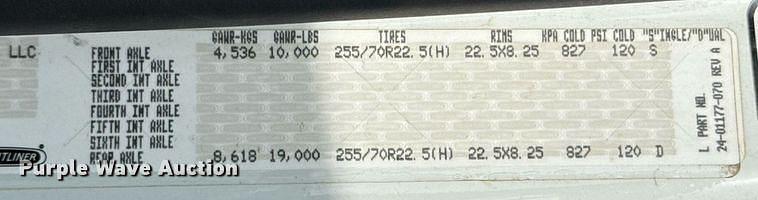 GAWR-KGS GAWR-LBS TIRES RIMS KPA COLD PSI COLD "S"INGLE/"D"UAL
LLC FRONT AXLE 4,536 10,000 255/70R22.5(H) 22.5X8.25 827 120 S
FIRST INT AXLE
SECOND INT AXLE
THIRD INT AXLE
FOURTH INT AXLE
FIFTH INT AXLE
SIXTH INT AXLE
REAR AXLE 8,618 19,000 255/70R22.5(H) 22.5X8.25 827 120 D
L PART NO.
24-01177-070 REV A
Purple Wave Auction